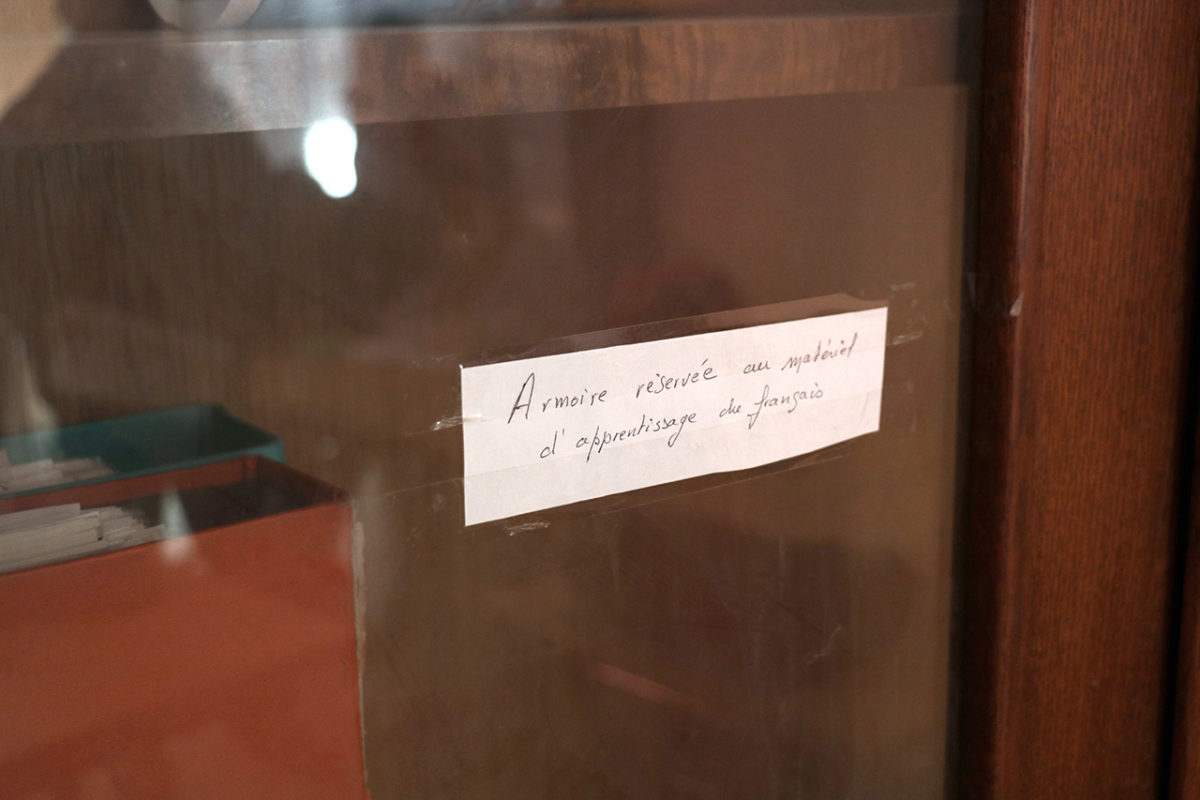 Armoire réservée au matériel
d'apprentissage du français